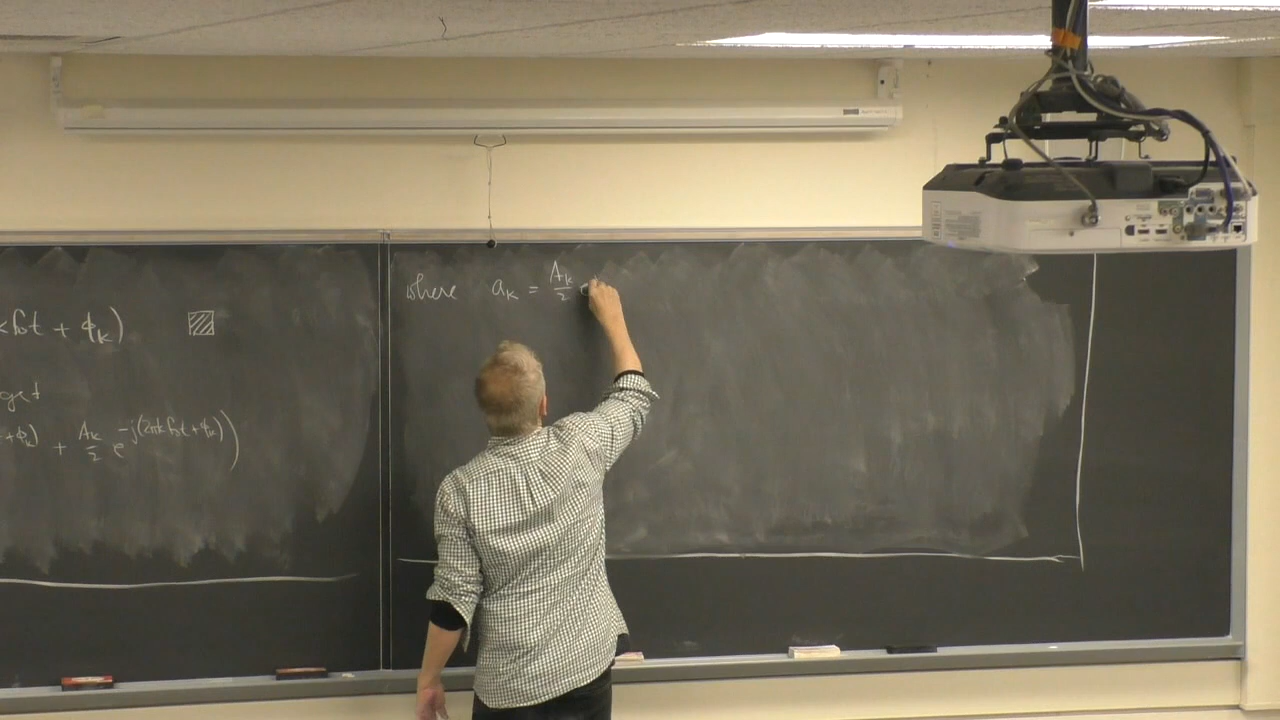 kf₀t + ϕₖ) ▨
get
+ϕₖ) + Aₖ/2 e^{-j(2πkf₀t+ϕₖ)})
where aₖ = Aₖ/2 e